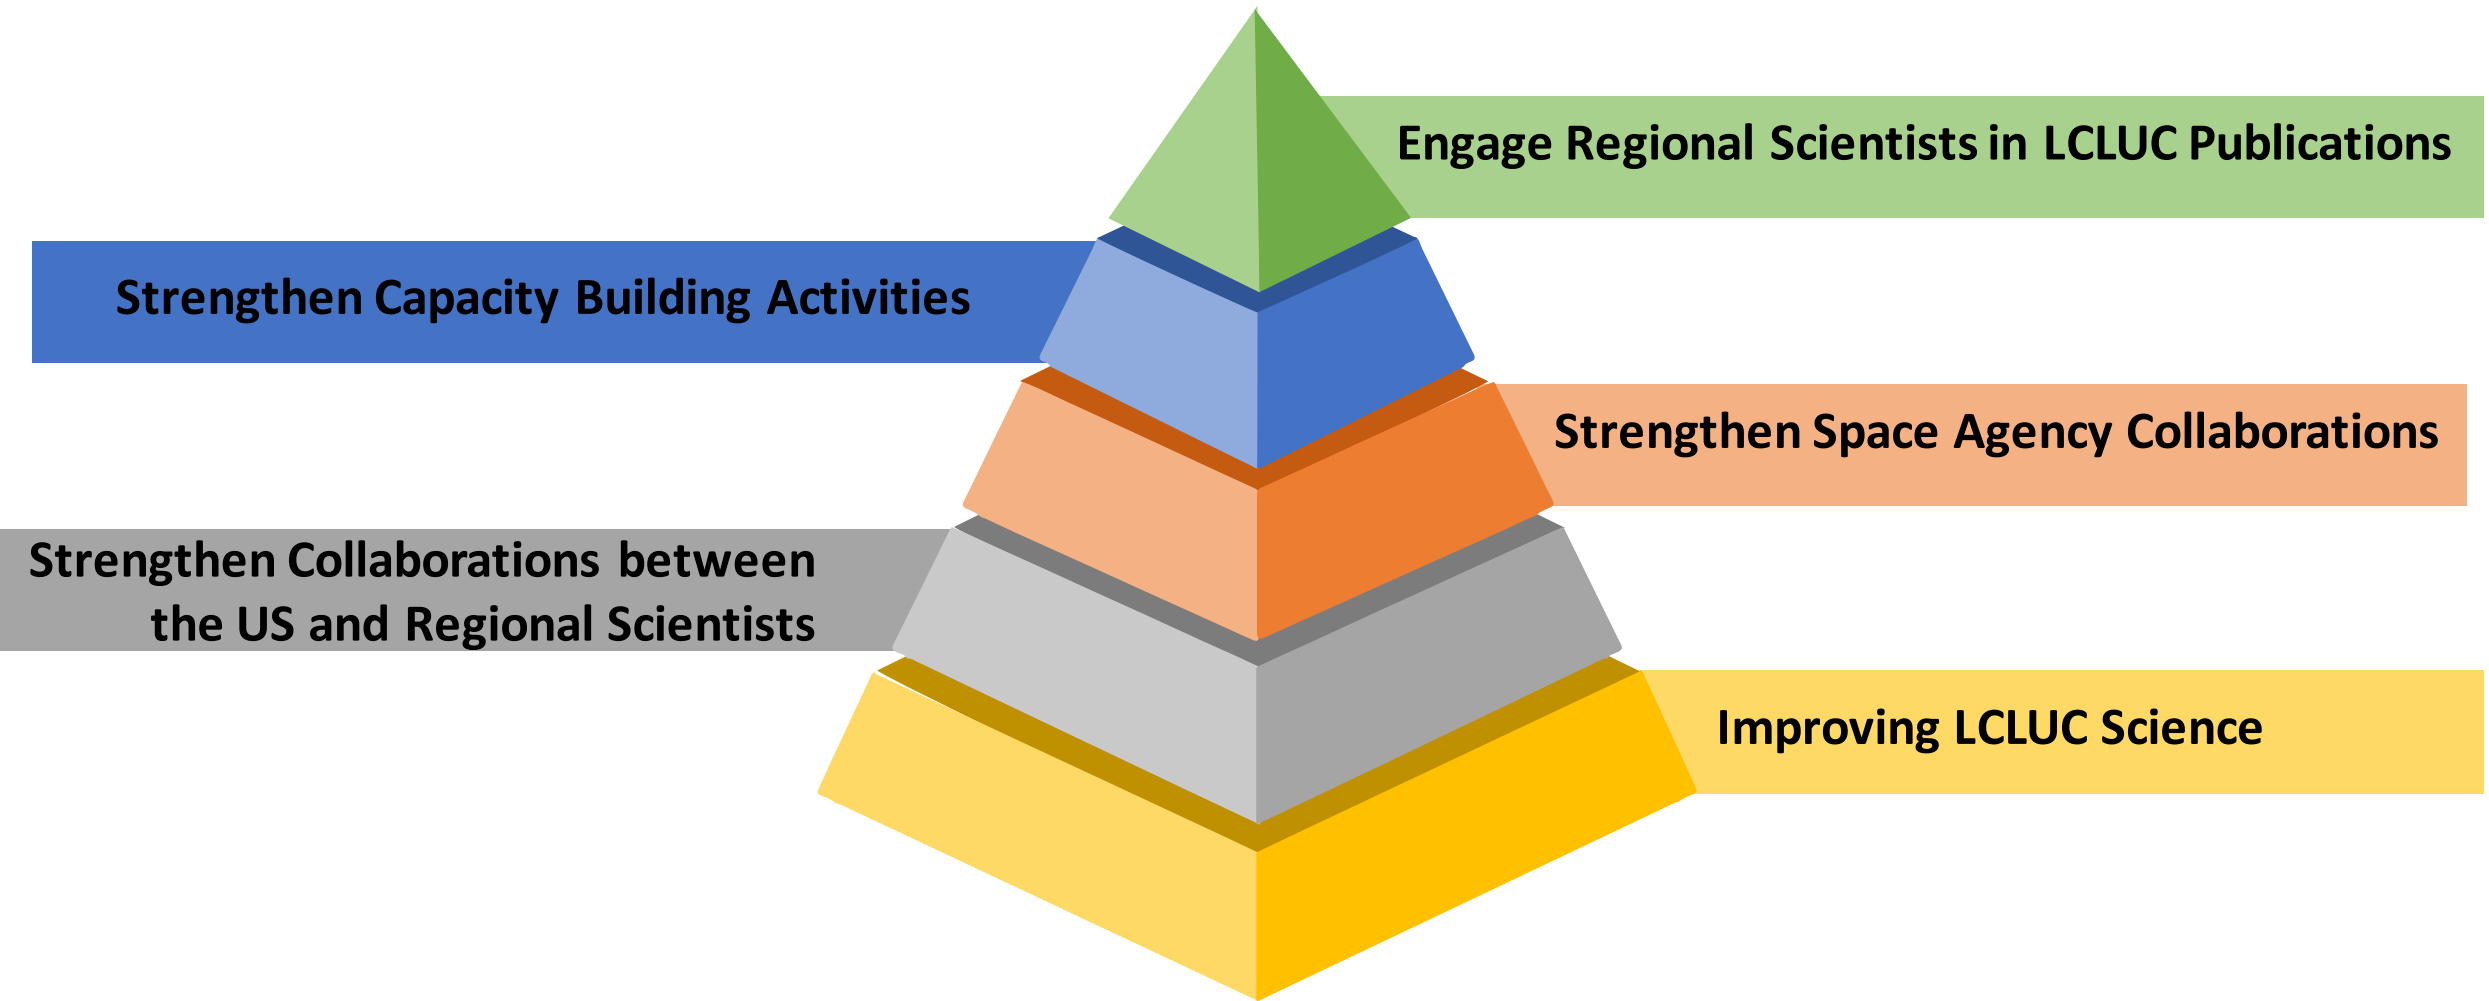 Engage Regional Scientists in LCLUC Publications
Strengthen Capacity Building Activities
Strengthen Space Agency Collaborations
Strengthen Collaborations between
the US and Regional Scientists
Improving LCLUC Science